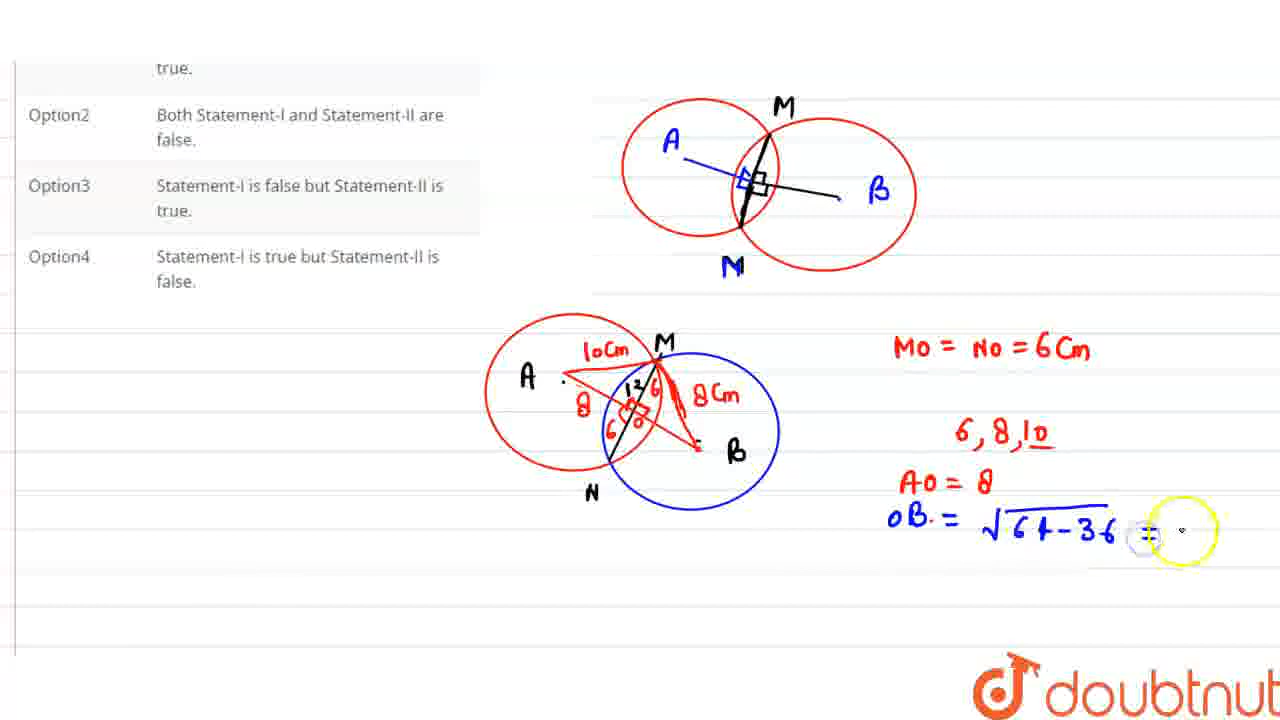 true.
Option2 Both Statement-I and Statement-II are
false.
Option3 Statement-I is false but Statement-II is
true.
Option4 Statement-I is true but Statement-II is
false.
M
A
B
N
M
10Cm
A
12
6
8
8Cm
6
O
B
N
MO = NO = 6Cm
6, 8, 10
AO = 8
OB. = √64-36 =
doubtnut